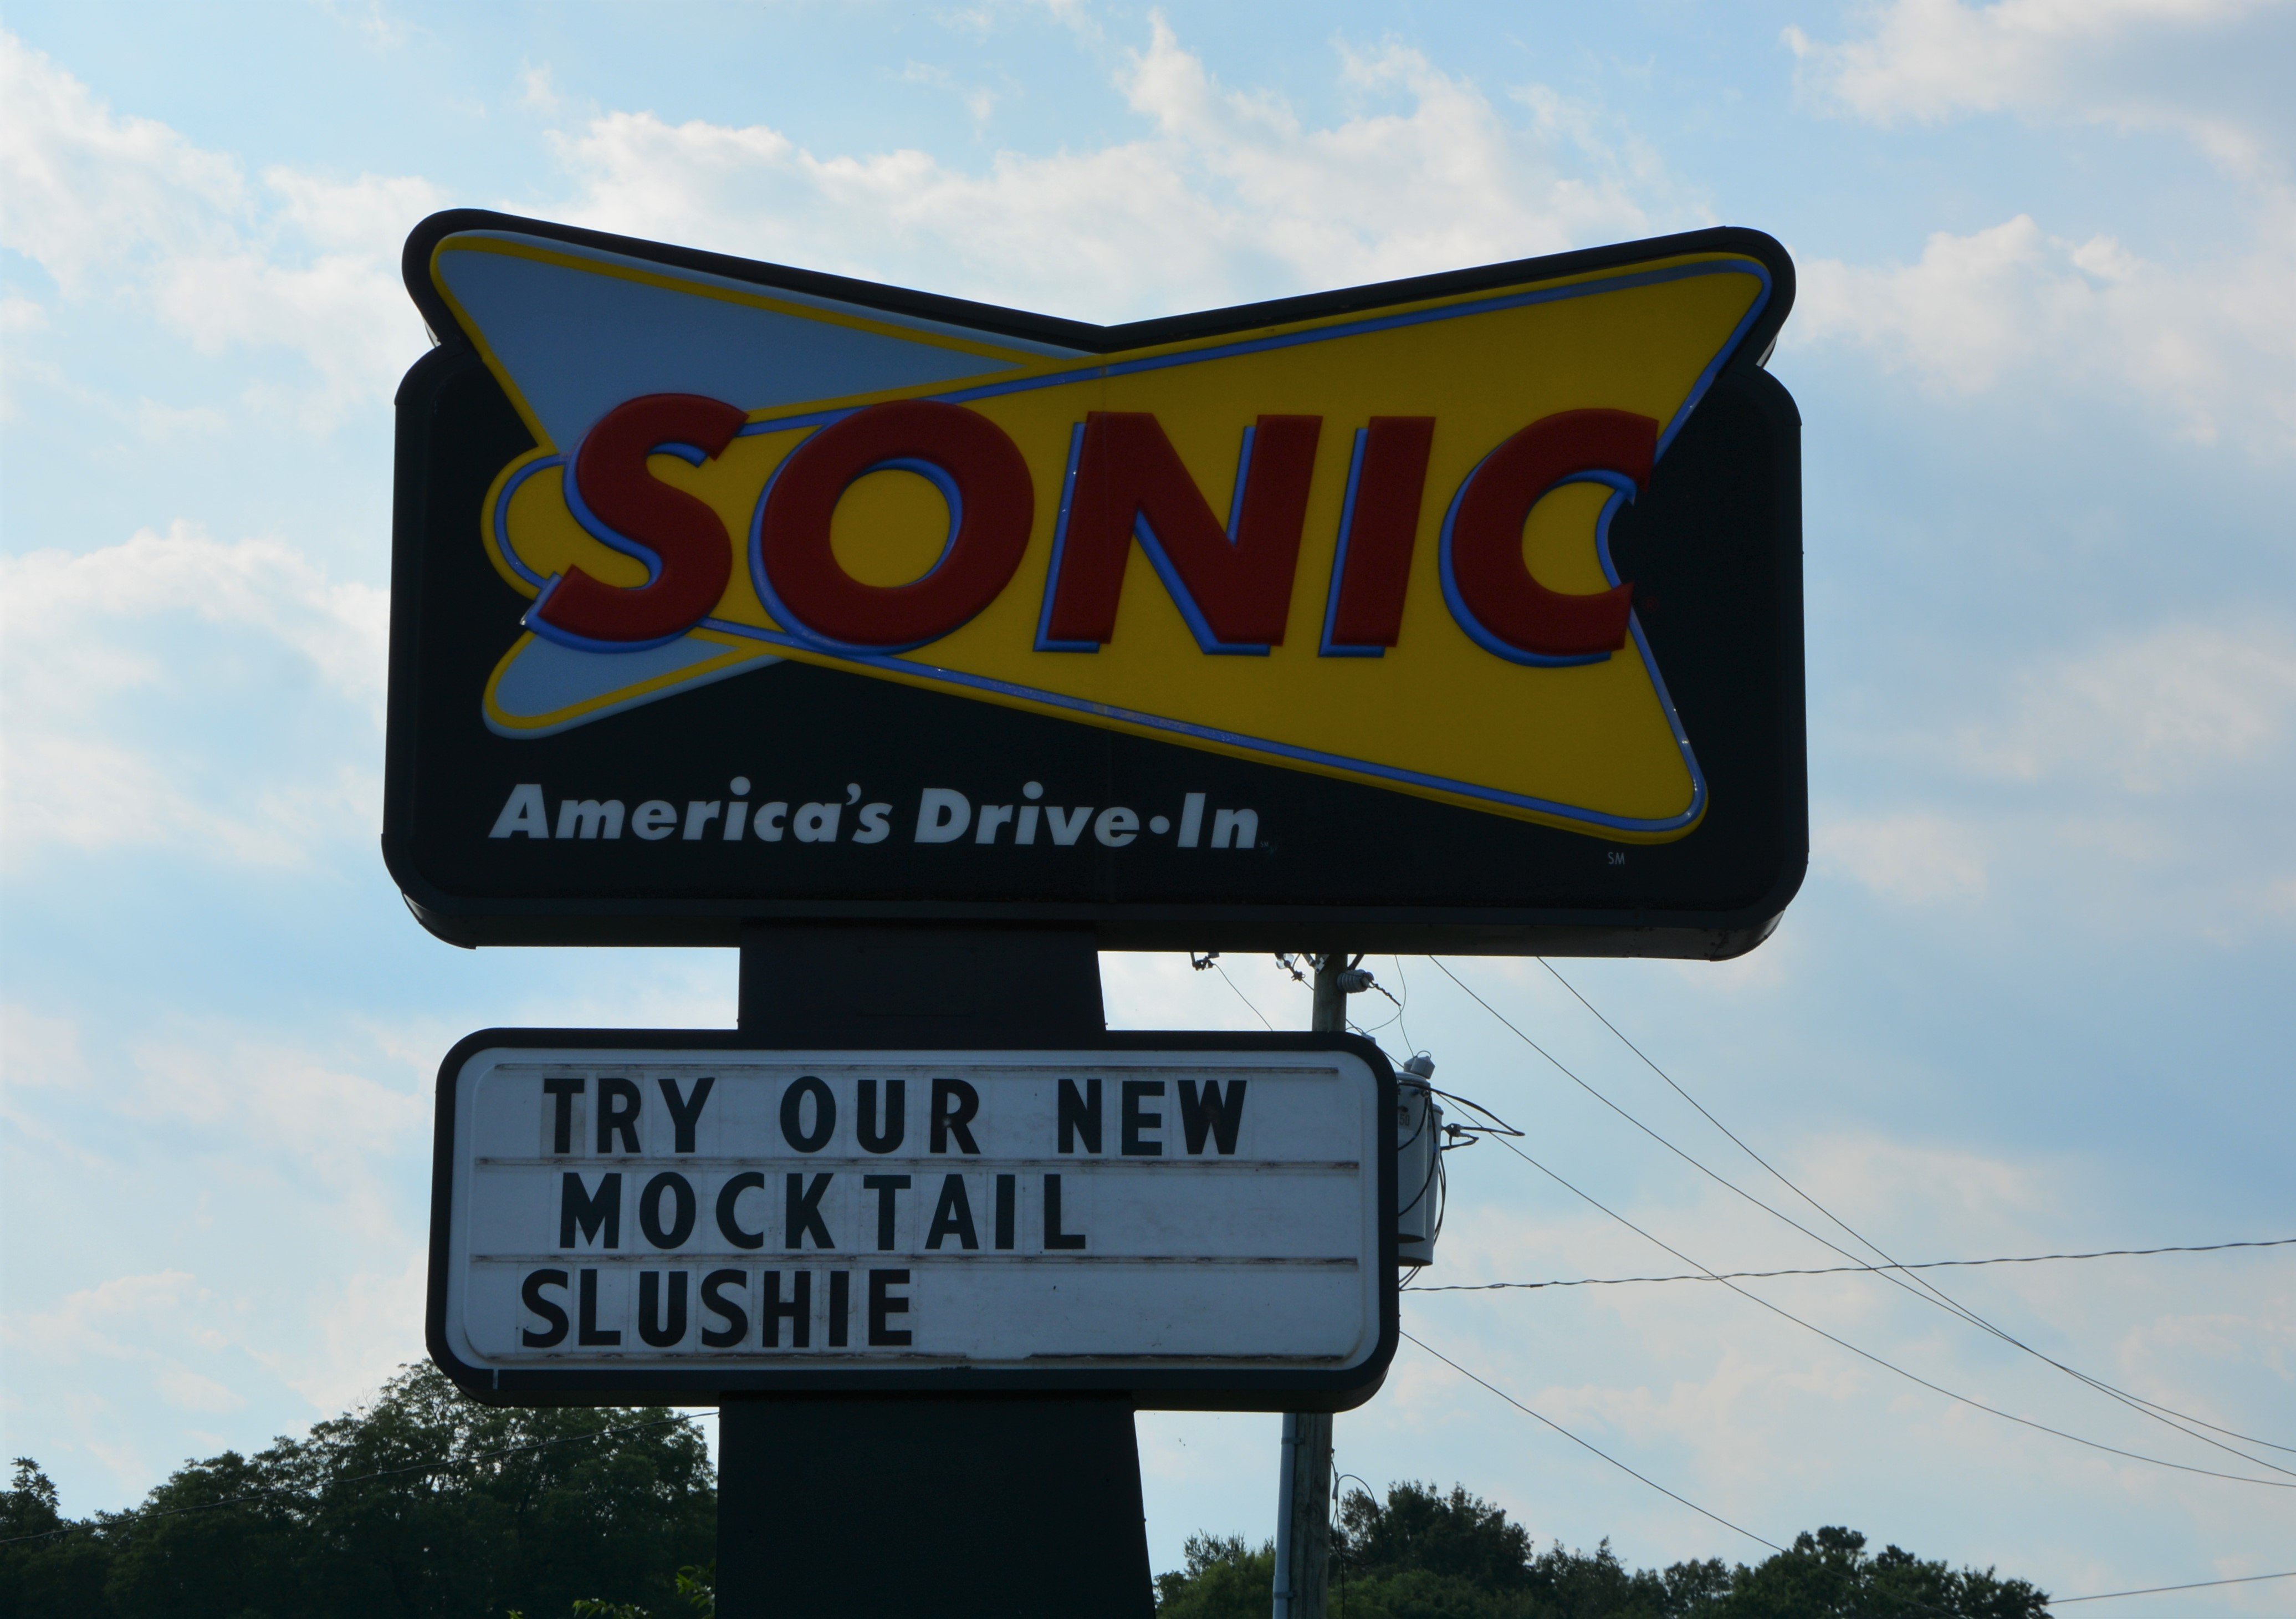 SONIC
America's Drive•In
SM
TRY OUR NEW
MOCKTAIL
SLUSHIE